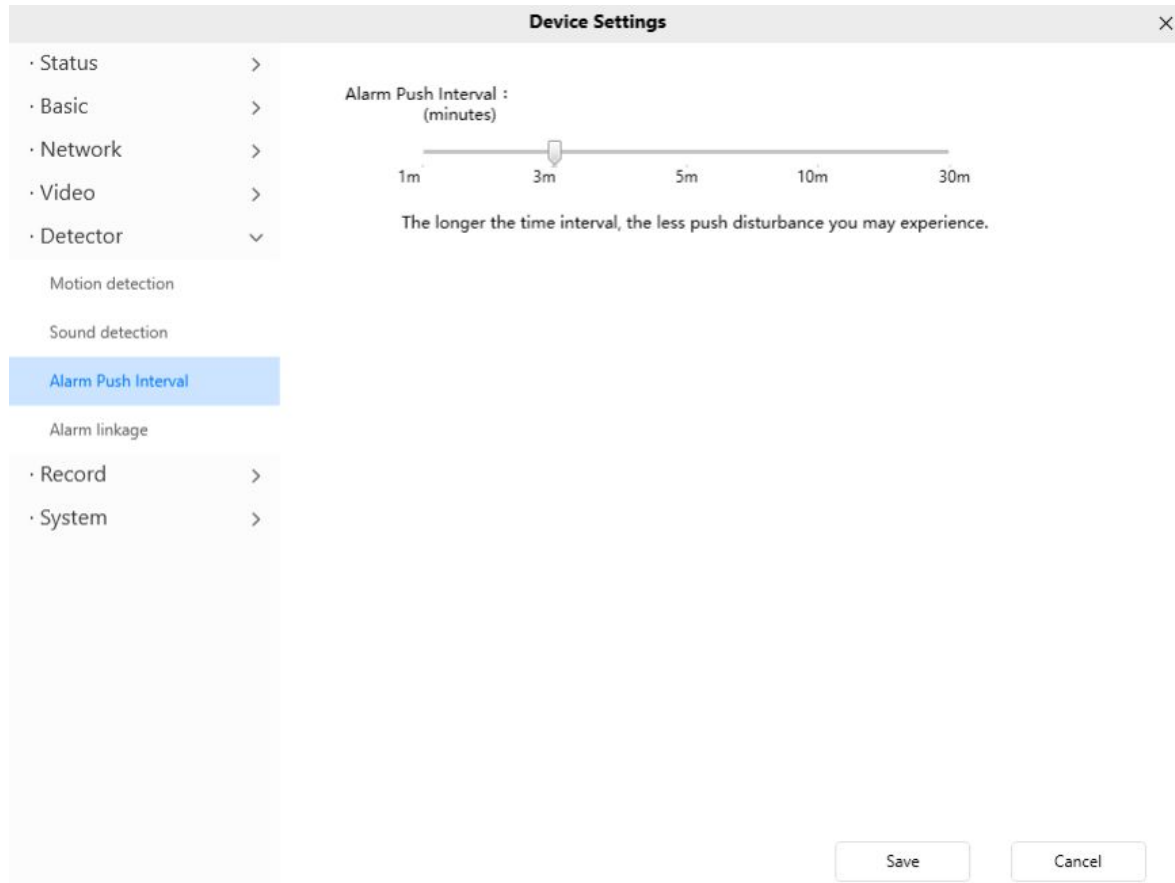 Device Settings
· Status
· Basic
· Network
· Video
· Detector
Motion detection
Sound detection
Alarm Push Interval
Alarm linkage
· Record
· System
Alarm Push Interval :
(minutes)
1m 3m 5m 10m 30m
The longer the time interval, the less push disturbance you may experience.
Save Cancel